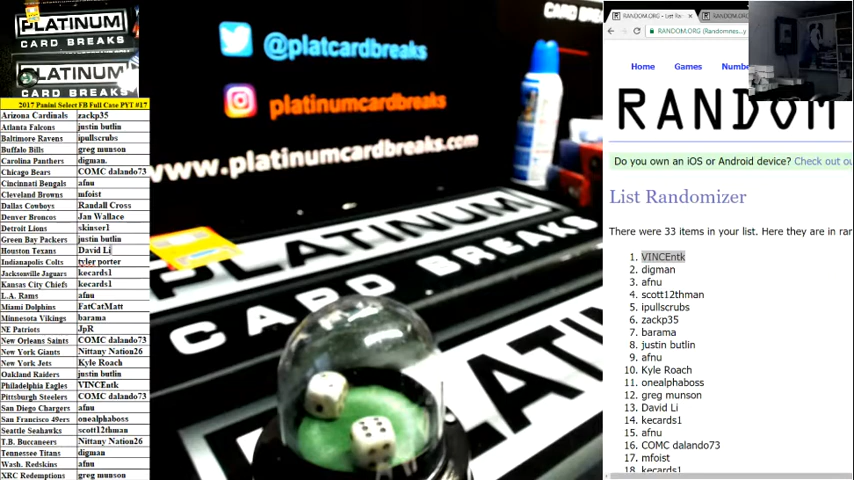 PLATINUM
CARD BREAKS
PLATINUM
CARD BREAKS
2017 Panini Select FB Full Case PYT #17
Arizona Cardinals zackp35
Atlanta Falcons justin butlin
Baltimore Ravens ipullscrubs
Buffalo Bills greg munson
Carolina Panthers digman.
Chicago Bears COMC dalando73
Cincinnati Bengals afnu
Cleveland Browns mfoist
Dallas Cowboys Randall Cross
Denver Broncos Jan Wallace
Detroit Lions skinser1
Green Bay Packers justin butlin
Houston Texans David Li
Indianapolis Colts tyler porter
Jacksonville Jaguars kecards1
Kansas City Chiefs kecards1
L.A. Rams afnu
Miami Dolphins FatCatMatt
Minnesota Vikings barama
NE Patriots JpR
New Orleans Saints COMC dalando73
New York Giants Nittany Nation26
New York Jets Kyle Roach
Oakland Raiders justin butlin
Philadelphia Eagles VINCEntk
Pittsburgh Steelers COMC dalando73
San Diego Chargers afnu
San Francisco 49ers onealphaboss
Seattle Seahawks scott12thman
T.B. Buccaneers Nittany Nation26
Tennessee Titans digman
Wash. Redskins afnu
XRC Redemptions greg munson
CARD BR
@platcardbreaks
platinumcardbreaks
www.platinumcardbreaks.com
PLATINUM
CARD BREAKS
RANDOM.ORG - List Ra
RANDOM.OR
RANDOM.ORG (Randomnes...y
Home Games Numbe
RANDOM
Do you own an iOS or Android device? Check out ou
List Randomizer
There were 33 items in your list. Here they are in ran
1. VINCEntk
2. digman
3. afnu
4. scott12thman
5. ipullscrubs
6. zackp35
7. barama
8. justin butlin
9. afnu
10. Kyle Roach
11. onealphaboss
12. greg munson
13. David Li
14. kecards1
15. afnu
16. COMC dalando73
17. mfoist
18. kecards1